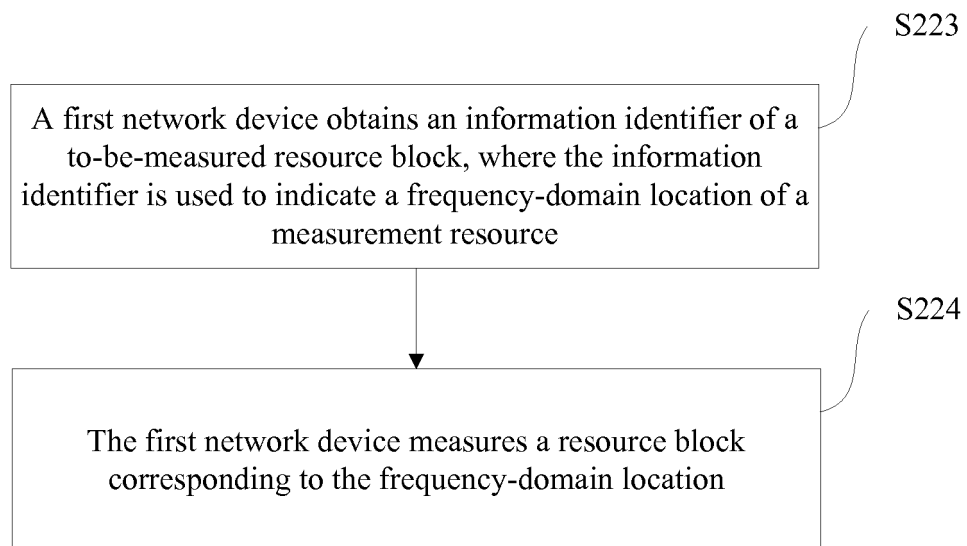 S223
A first network device obtains an information identifier of a
to-be-measured resource block, where the information
identifier is used to indicate a frequency-domain location of a
measurement resource
S224
The first network device measures a resource block
corresponding to the frequency-domain location